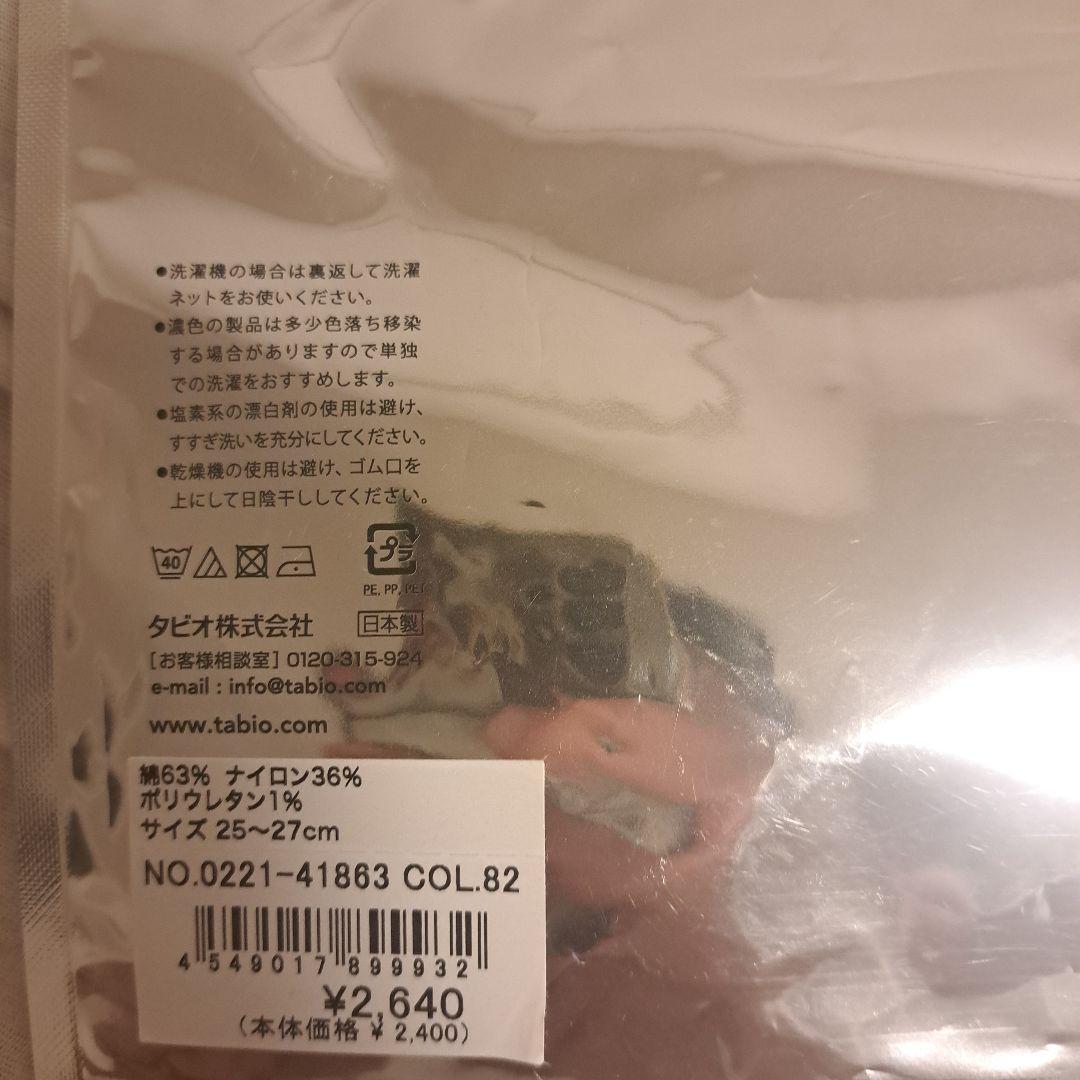 ●洗濯機の場合は裏返して洗濯
ネットをお使いください。
●濃色の製品は多少色落ち移染
する場合がありますので単独
での洗濯をおすすめします。
●塩素系の漂白剤の使用は避け、
すすぎ洗いを充分にしてください。
●乾燥機の使用は避け、ゴム口を
上にして日陰干ししてください。
40
プラ
PE, PP, PET
タビオ株式会社 日本製
[お客様相談室] 0120-315-924
e-mail : info@tabio.com
www.tabio.com
綿63% ナイロン36%
ポリウレタン1%
サイズ 25～27cm
NO.0221-41863 COL.82
4 549017 899932
¥2,640
(本体価格 ¥ 2,400)